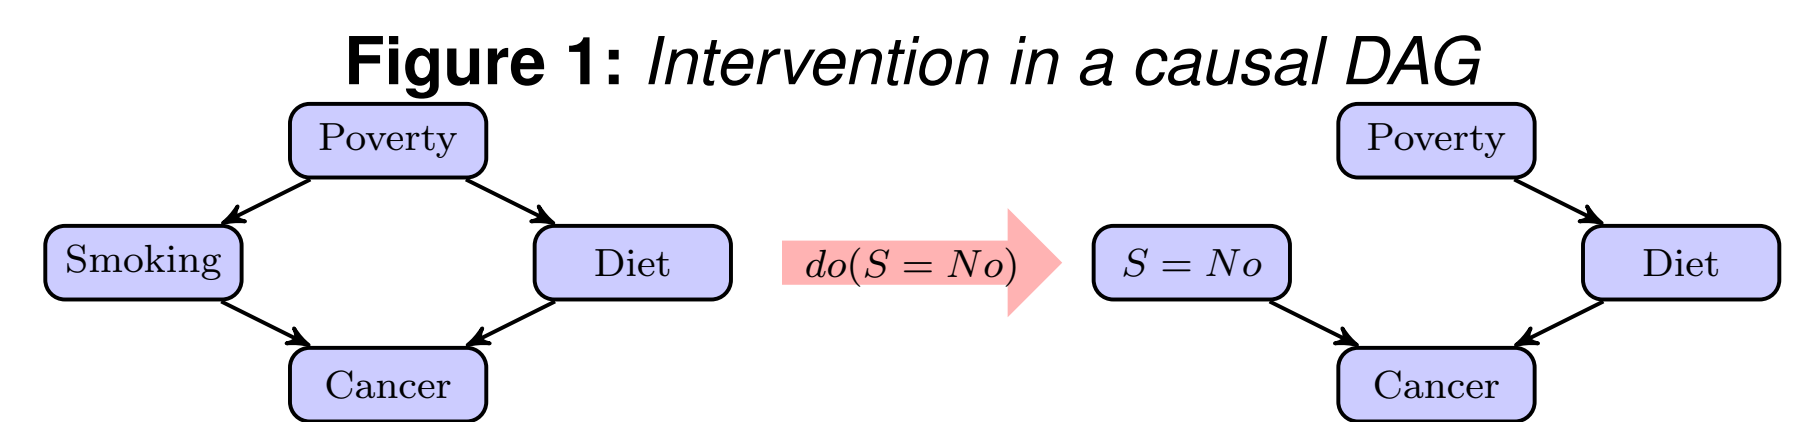 Figure 1: Intervention in a causal DAG
Poverty
Smoking
Diet
Cancer
do(S = No)
Poverty
S = No
Diet
Cancer